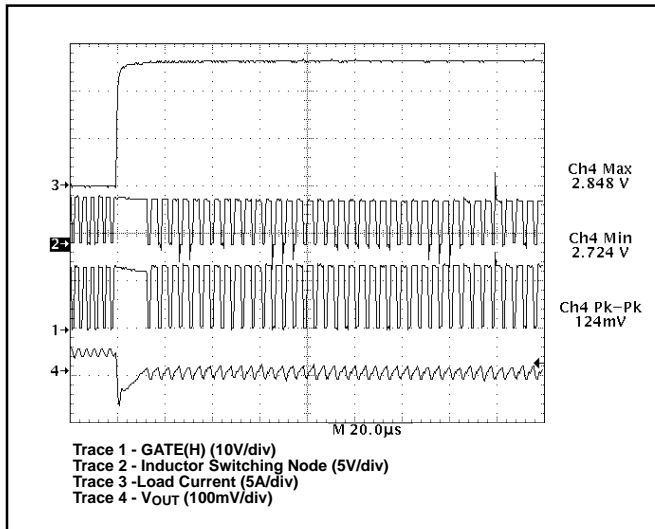 3
Ch4 Max
2.848 V
2
Ch4 Min
2.724 V
1
Ch4 Pk–Pk
124mV
4
M 20.0µs
Trace 1 - GATE(H) (10V/div)
Trace 2 - Inductor Switching Node (5V/div)
Trace 3 -Load Current (5A/div)
Trace 4 - VOUT (100mV/div)